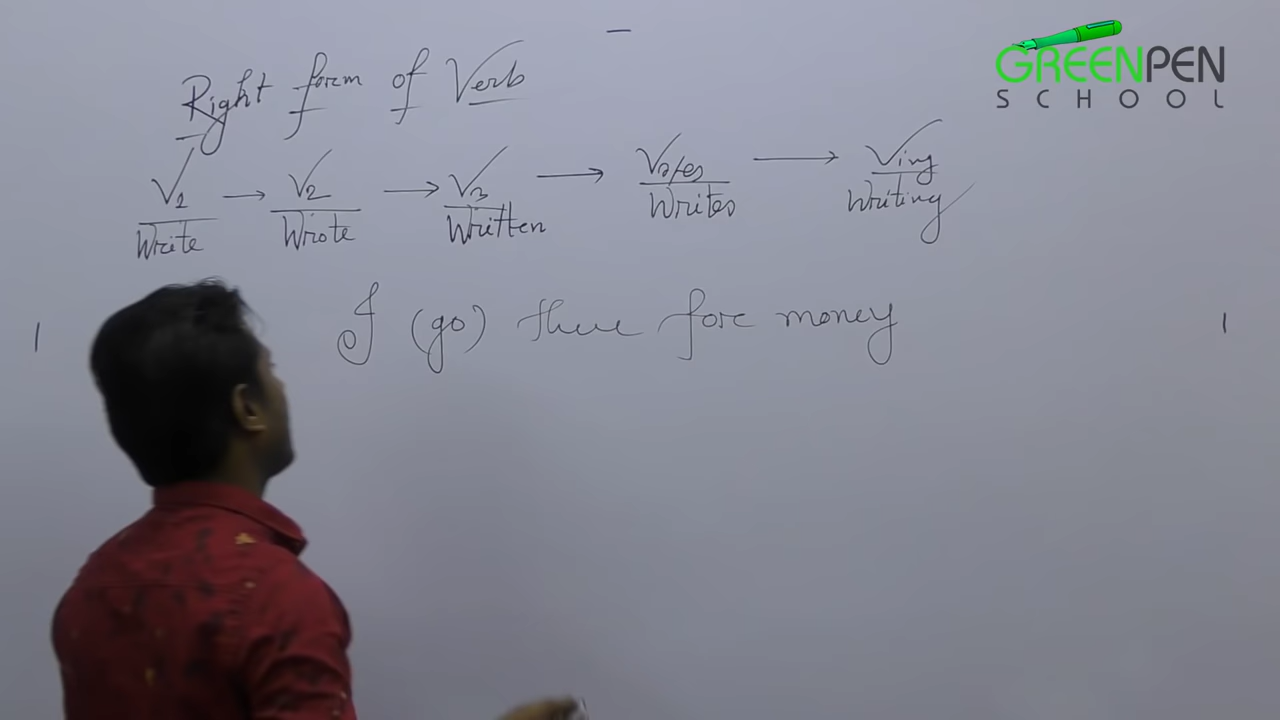 GREENPEN
SCHOOL
Right form of Verb
V1 → V2 → V3 → Vs/es → Ving
Write Wrote Written Writes Writing
I (go) there for money